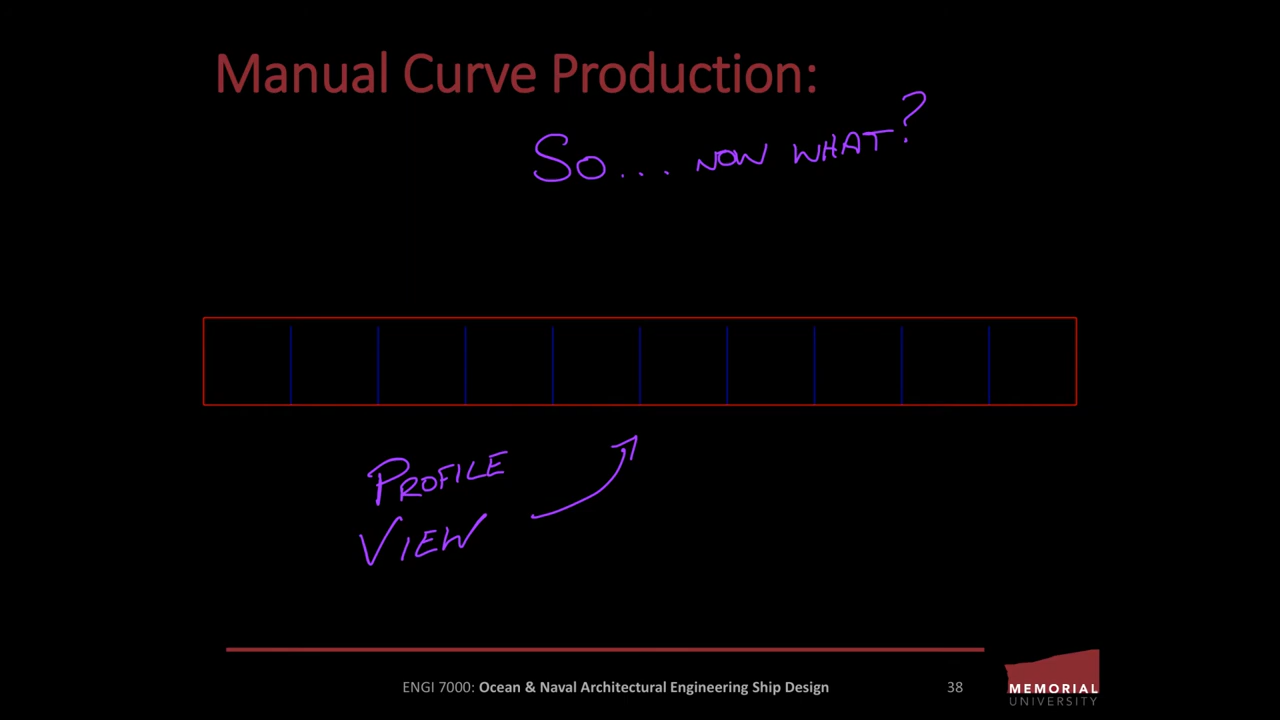 Manual Curve Production:
So... NOW WHAT?
PROFILE
VIEW
ENGI 7000: Ocean & Naval Architectural Engineering Ship Design
38
MEMORIAL
UNIVERSITY